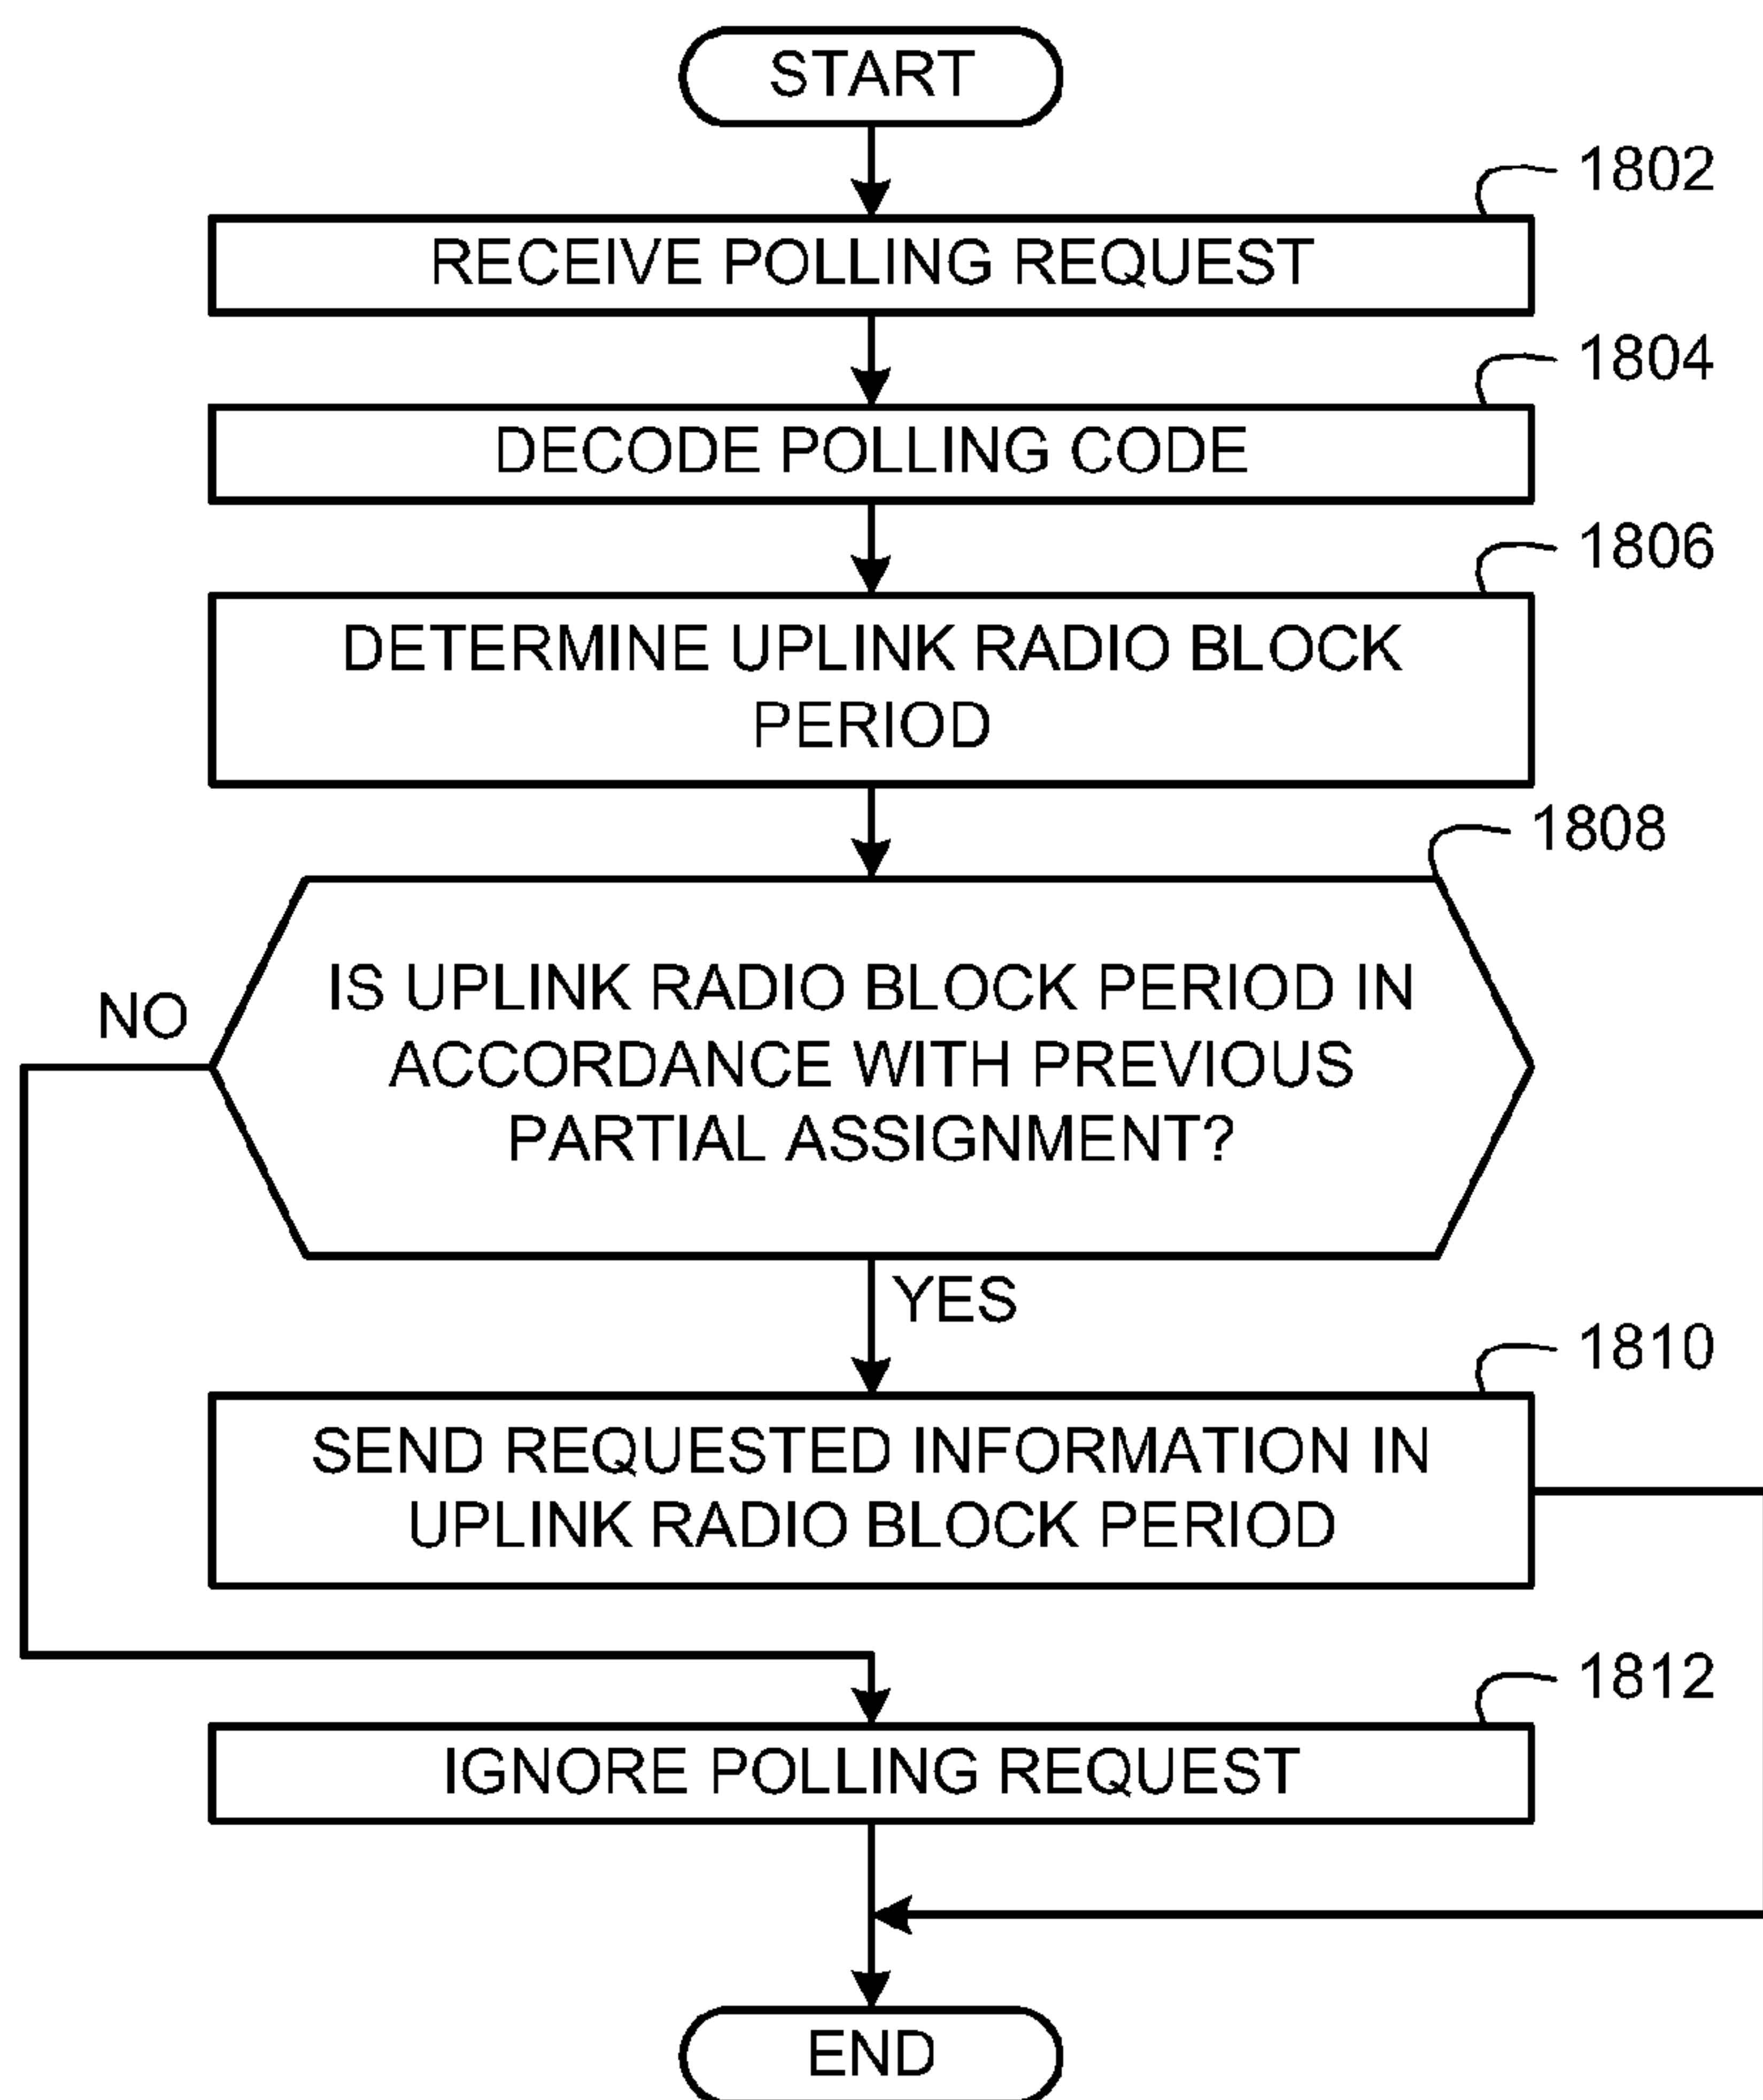 START
1802
RECEIVE POLLING REQUEST
1804
DECODE POLLING CODE
1806
DETERMINE UPLINK RADIO BLOCK
PERIOD
1808
IS UPLINK RADIO BLOCK PERIOD IN
ACCORDANCE WITH PREVIOUS
PARTIAL ASSIGNMENT?
NO
YES
1810
SEND REQUESTED INFORMATION IN
UPLINK RADIO BLOCK PERIOD
1812
IGNORE POLLING REQUEST
END